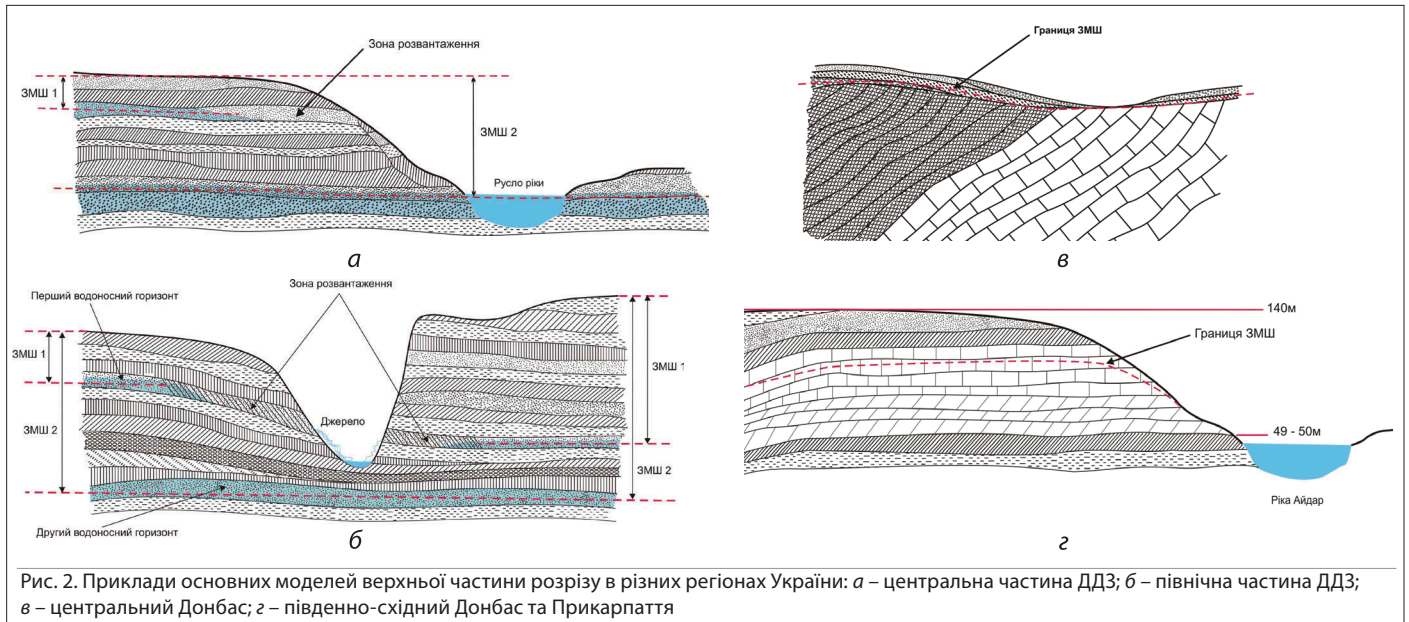 Зона розвантаження
ЗМШ 1
ЗМШ 2
Русло ріки
а
Границя ЗМШ
в
Перший водоносний горизонт
Зона розвантаження
ЗМШ 1
ЗМШ 2
Джерело
ЗМШ 1
ЗМШ 2
Другий водоносний горизонт
б
140м
Границя ЗМШ
49 - 50м
Ріка Айдар
г
Рис. 2. Приклади основних моделей верхньої частини розрізу в різних регіонах України: а – центральна частина ДДЗ; б – північна частина ДДЗ;
в – центральний Донбас; г – південно-східний Донбас та Прикарпаття